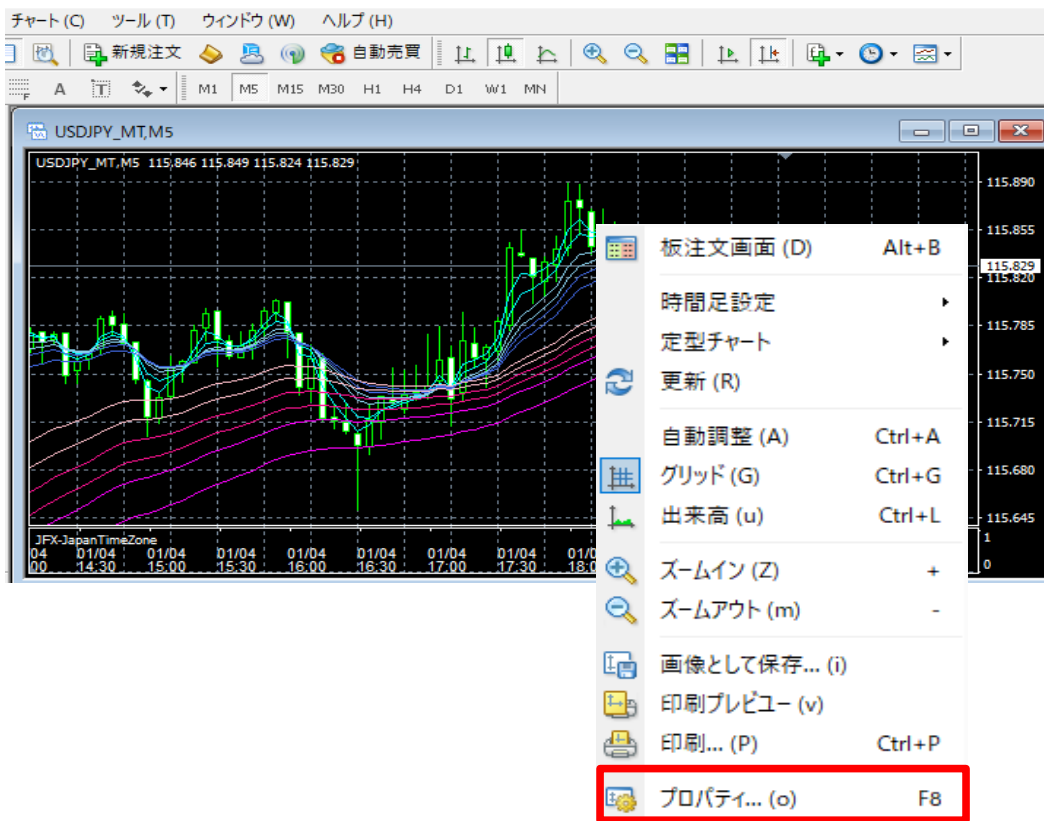 チャート (C) ツール (T) ウィンドウ (W) ヘルプ (H)
新規注文 自動売買
F A T M1 M5 M15 M30 H1 H4 D1 W1 MN
USDJPY_MT,M5
USDJPY_MT,M5 115.846 115.849 115.824 115.829
115.890
115.855
115.829
115.820
115.785
115.750
115.715
115.680
115.645
板注文画面 (D) Alt+B
時間足設定
定型チャート
更新 (R)
自動調整 (A) Ctrl+A
グリッド (G) Ctrl+G
出来高 (u) Ctrl+L
ズームイン (Z) +
ズームアウト (m) -
画像として保存... (i)
印刷プレビュー (v)
印刷... (P) Ctrl+P
プロパティ... (o) F8
JFX-JapanTimeZone
1
04 01/04 01/04 01/04 01/04 01/04 01/04 01/04
00 14:30 15:00 15:30 16:00 16:30 17:00 17:30 18:0
0